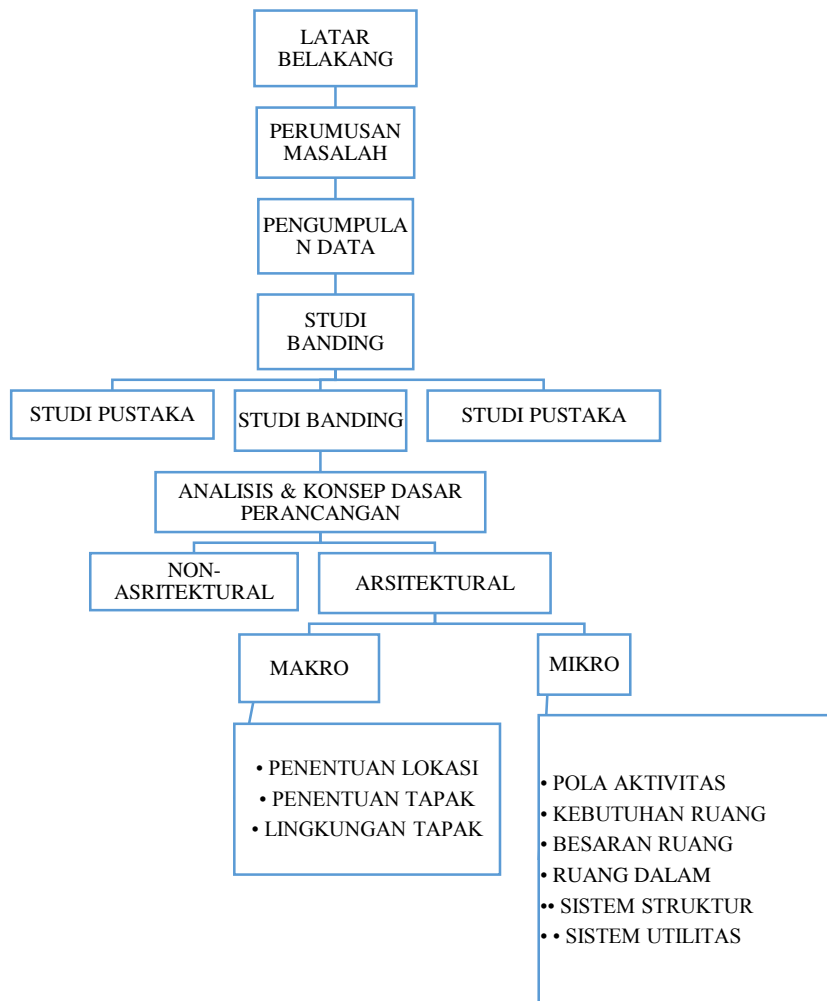 LATAR
BELAKANG
PERUMUSAN
MASALAH
PENGUMPULA
N DATA
STUDI
BANDING
STUDI PUSTAKA
STUDI BANDING
STUDI PUSTAKA
ANALISIS & KONSEP DASAR
PERANCANGAN
NON-
ASRITEKTURAL
ARSITEKTURAL
MAKRO
MIKRO
• PENENTUAN LOKASI
• PENENTUAN TAPAK
• LINGKUNGAN TAPAK
• POLA AKTIVITAS
• KEBUTUHAN RUANG
• BESARAN RUANG
• RUANG DALAM
•• SISTEM STRUKTUR
• • SISTEM UTILITAS